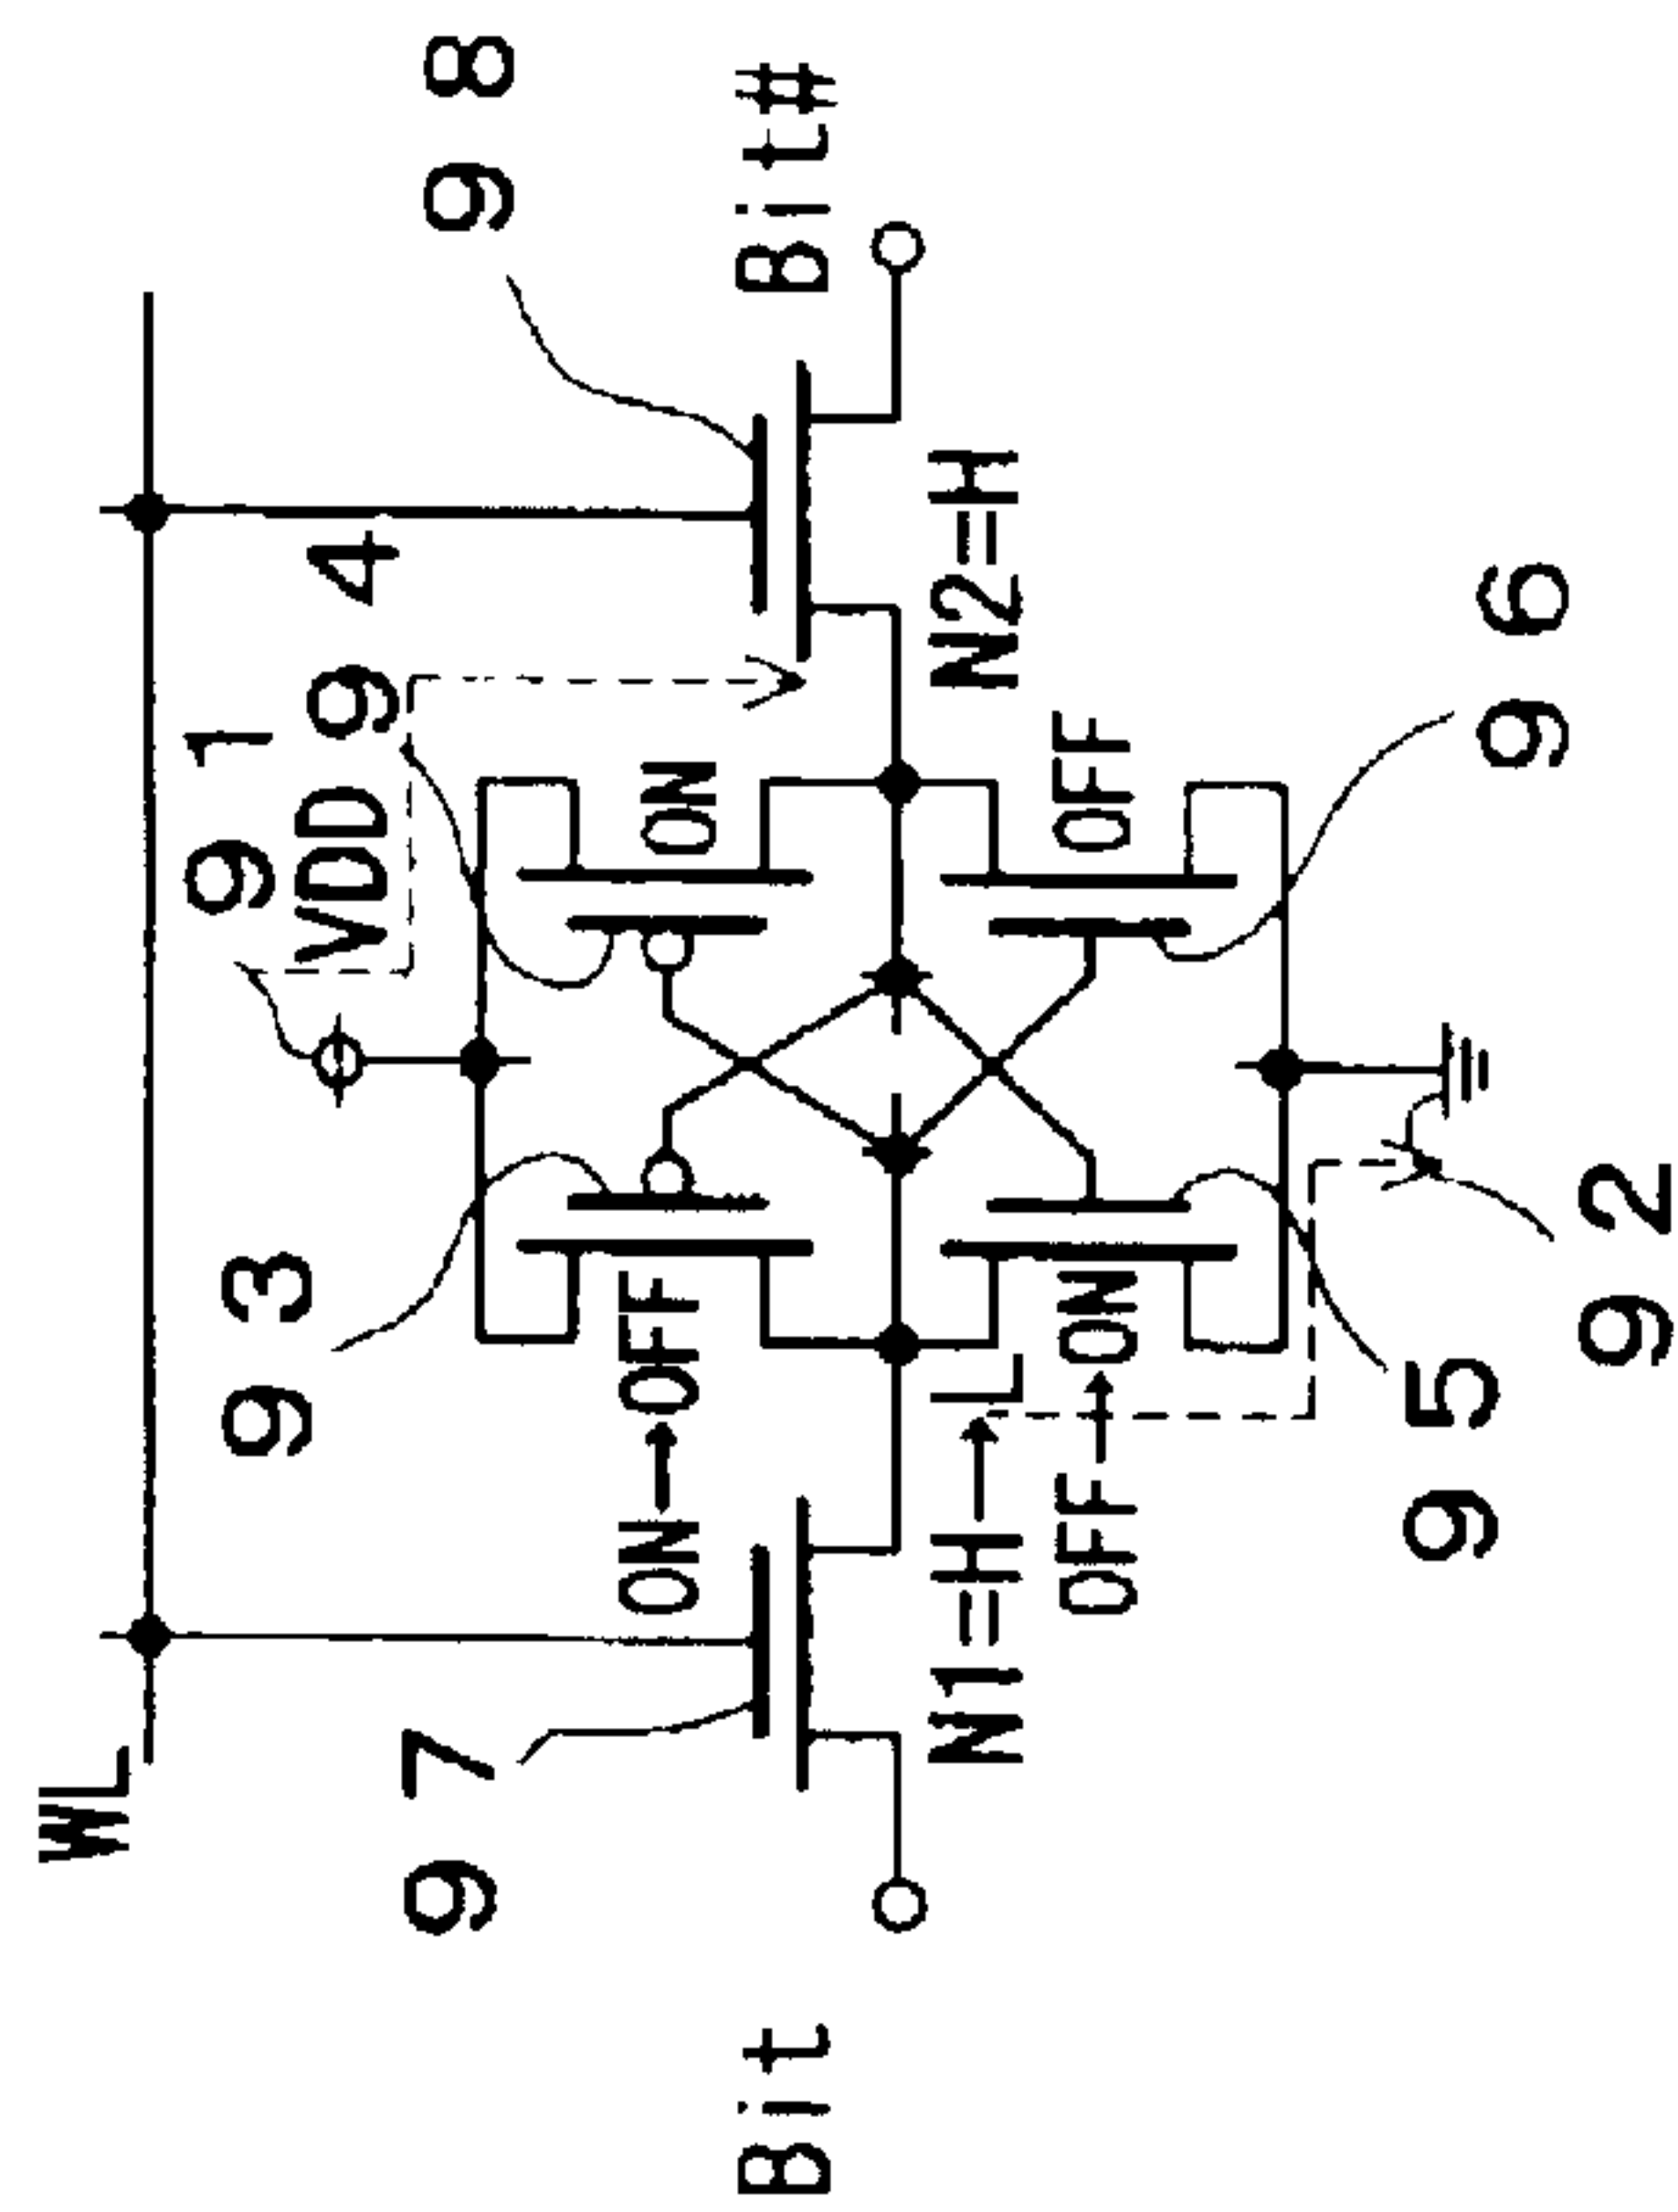 WL
91
VDD
94
98
93
97
ON→OFF
ON
Bit
Bit#
N1=H→L
N2=H
OFF→ON
OFF
95
96
92